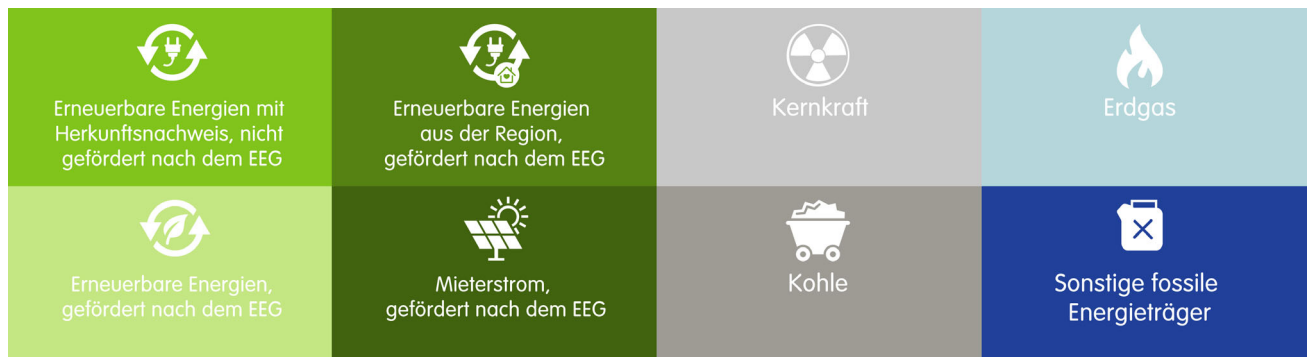 Erneuerbare Energien mit
Herkunftsnachweis, nicht
gefördert nach dem EEG
Erneuerbare Energien
aus der Region,
gefördert nach dem EEG
Kernkraft
Erdgas
Erneuerbare Energien,
gefördert nach dem EEG
Mieterstrom,
gefördert nach dem EEG
Kohle
Sonstige fossile
Energieträger